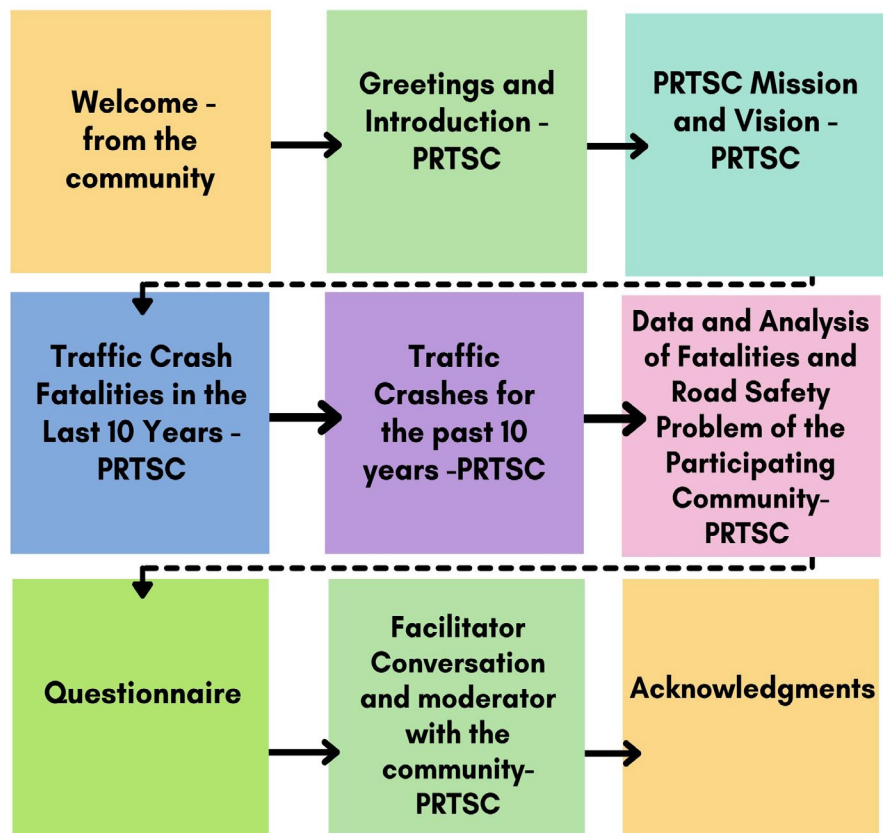 Welcome -
from the
community
Greetings and
Introduction -
PRTSC
PRTSC Mission
and Vision -
PRTSC
Traffic Crash
Fatalities in the
Last 10 Years -
PRTSC
Traffic
Crashes for
the past 10
years -PRTSC
Data and Analysis
of Fatalities and
Road Safety
Problem of the
Participating
Community-
PRTSC
Questionnaire
Facilitator
Conversation
and moderator
with the
community-
PRTSC
Acknowledgments